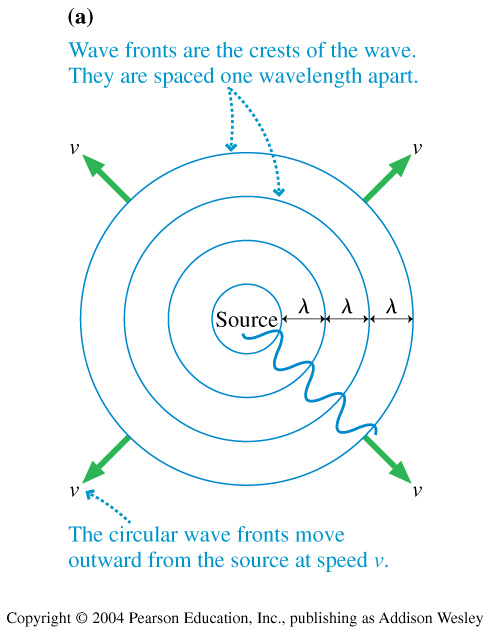 (a)
Wave fronts are the crests of the wave.
They are spaced one wavelength apart.
v
v
Source
λ
λ
λ
v
v
The circular wave fronts move
outward from the source at speed v.
Copyright © 2004 Pearson Education, Inc., publishing as Addison Wesley